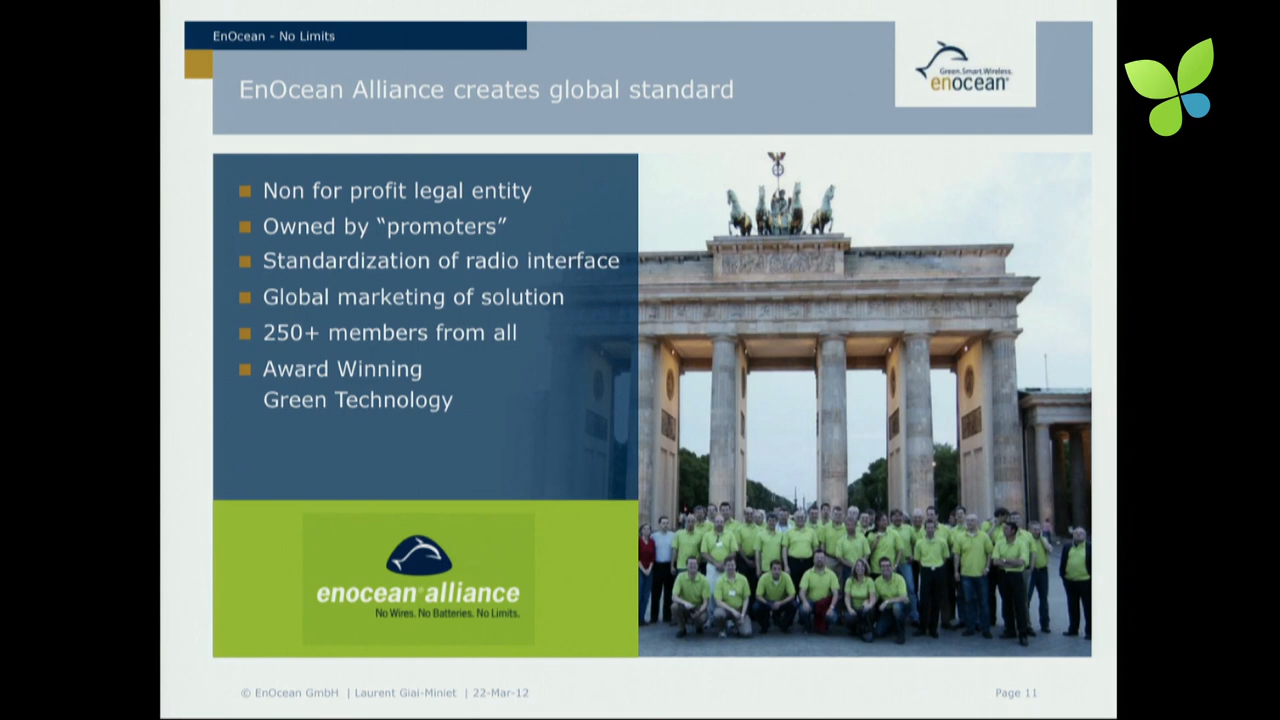 EnOcean - No Limits
EnOcean Alliance creates global standard
Green.Smart.Wireless.
enocean®
Non for profit legal entity
Owned by “promoters”
Standardization of radio interface
Global marketing of solution
250+ members from all
Award Winning
Green Technology
enocean® alliance
No Wires. No Batteries. No Limits.
© EnOcean GmbH | Laurent Giai-Miniet | 22-Mar-12
Page 11